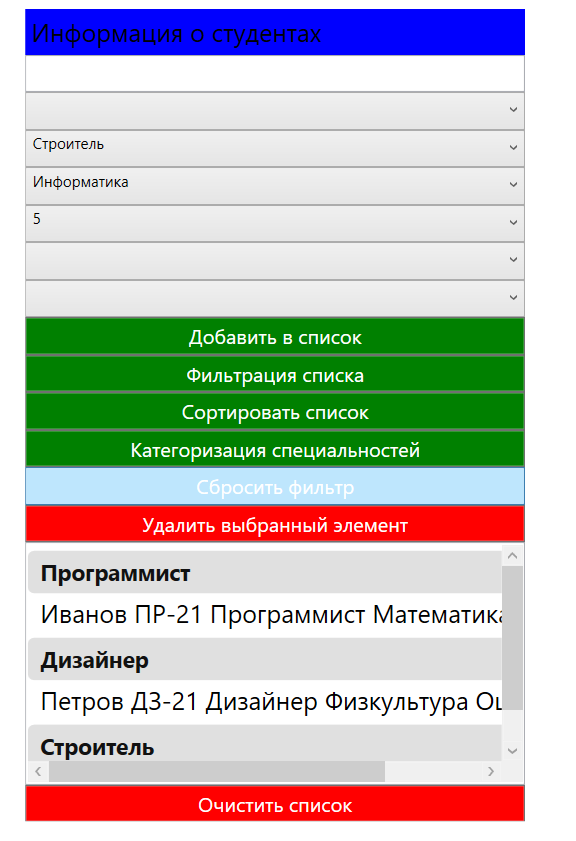 Информация о студентах
Строитель
Информатика
5
Добавить в список
Фильтрация списка
Сортировать список
Категоризация специальностей
Сбросить фильтр
Удалить выбранный элемент
Программист
Иванов ПР-21 Программист Математика
Дизайнер
Петров ДЗ-21 Дизайнер Физкультура
Строитель
Очистить список